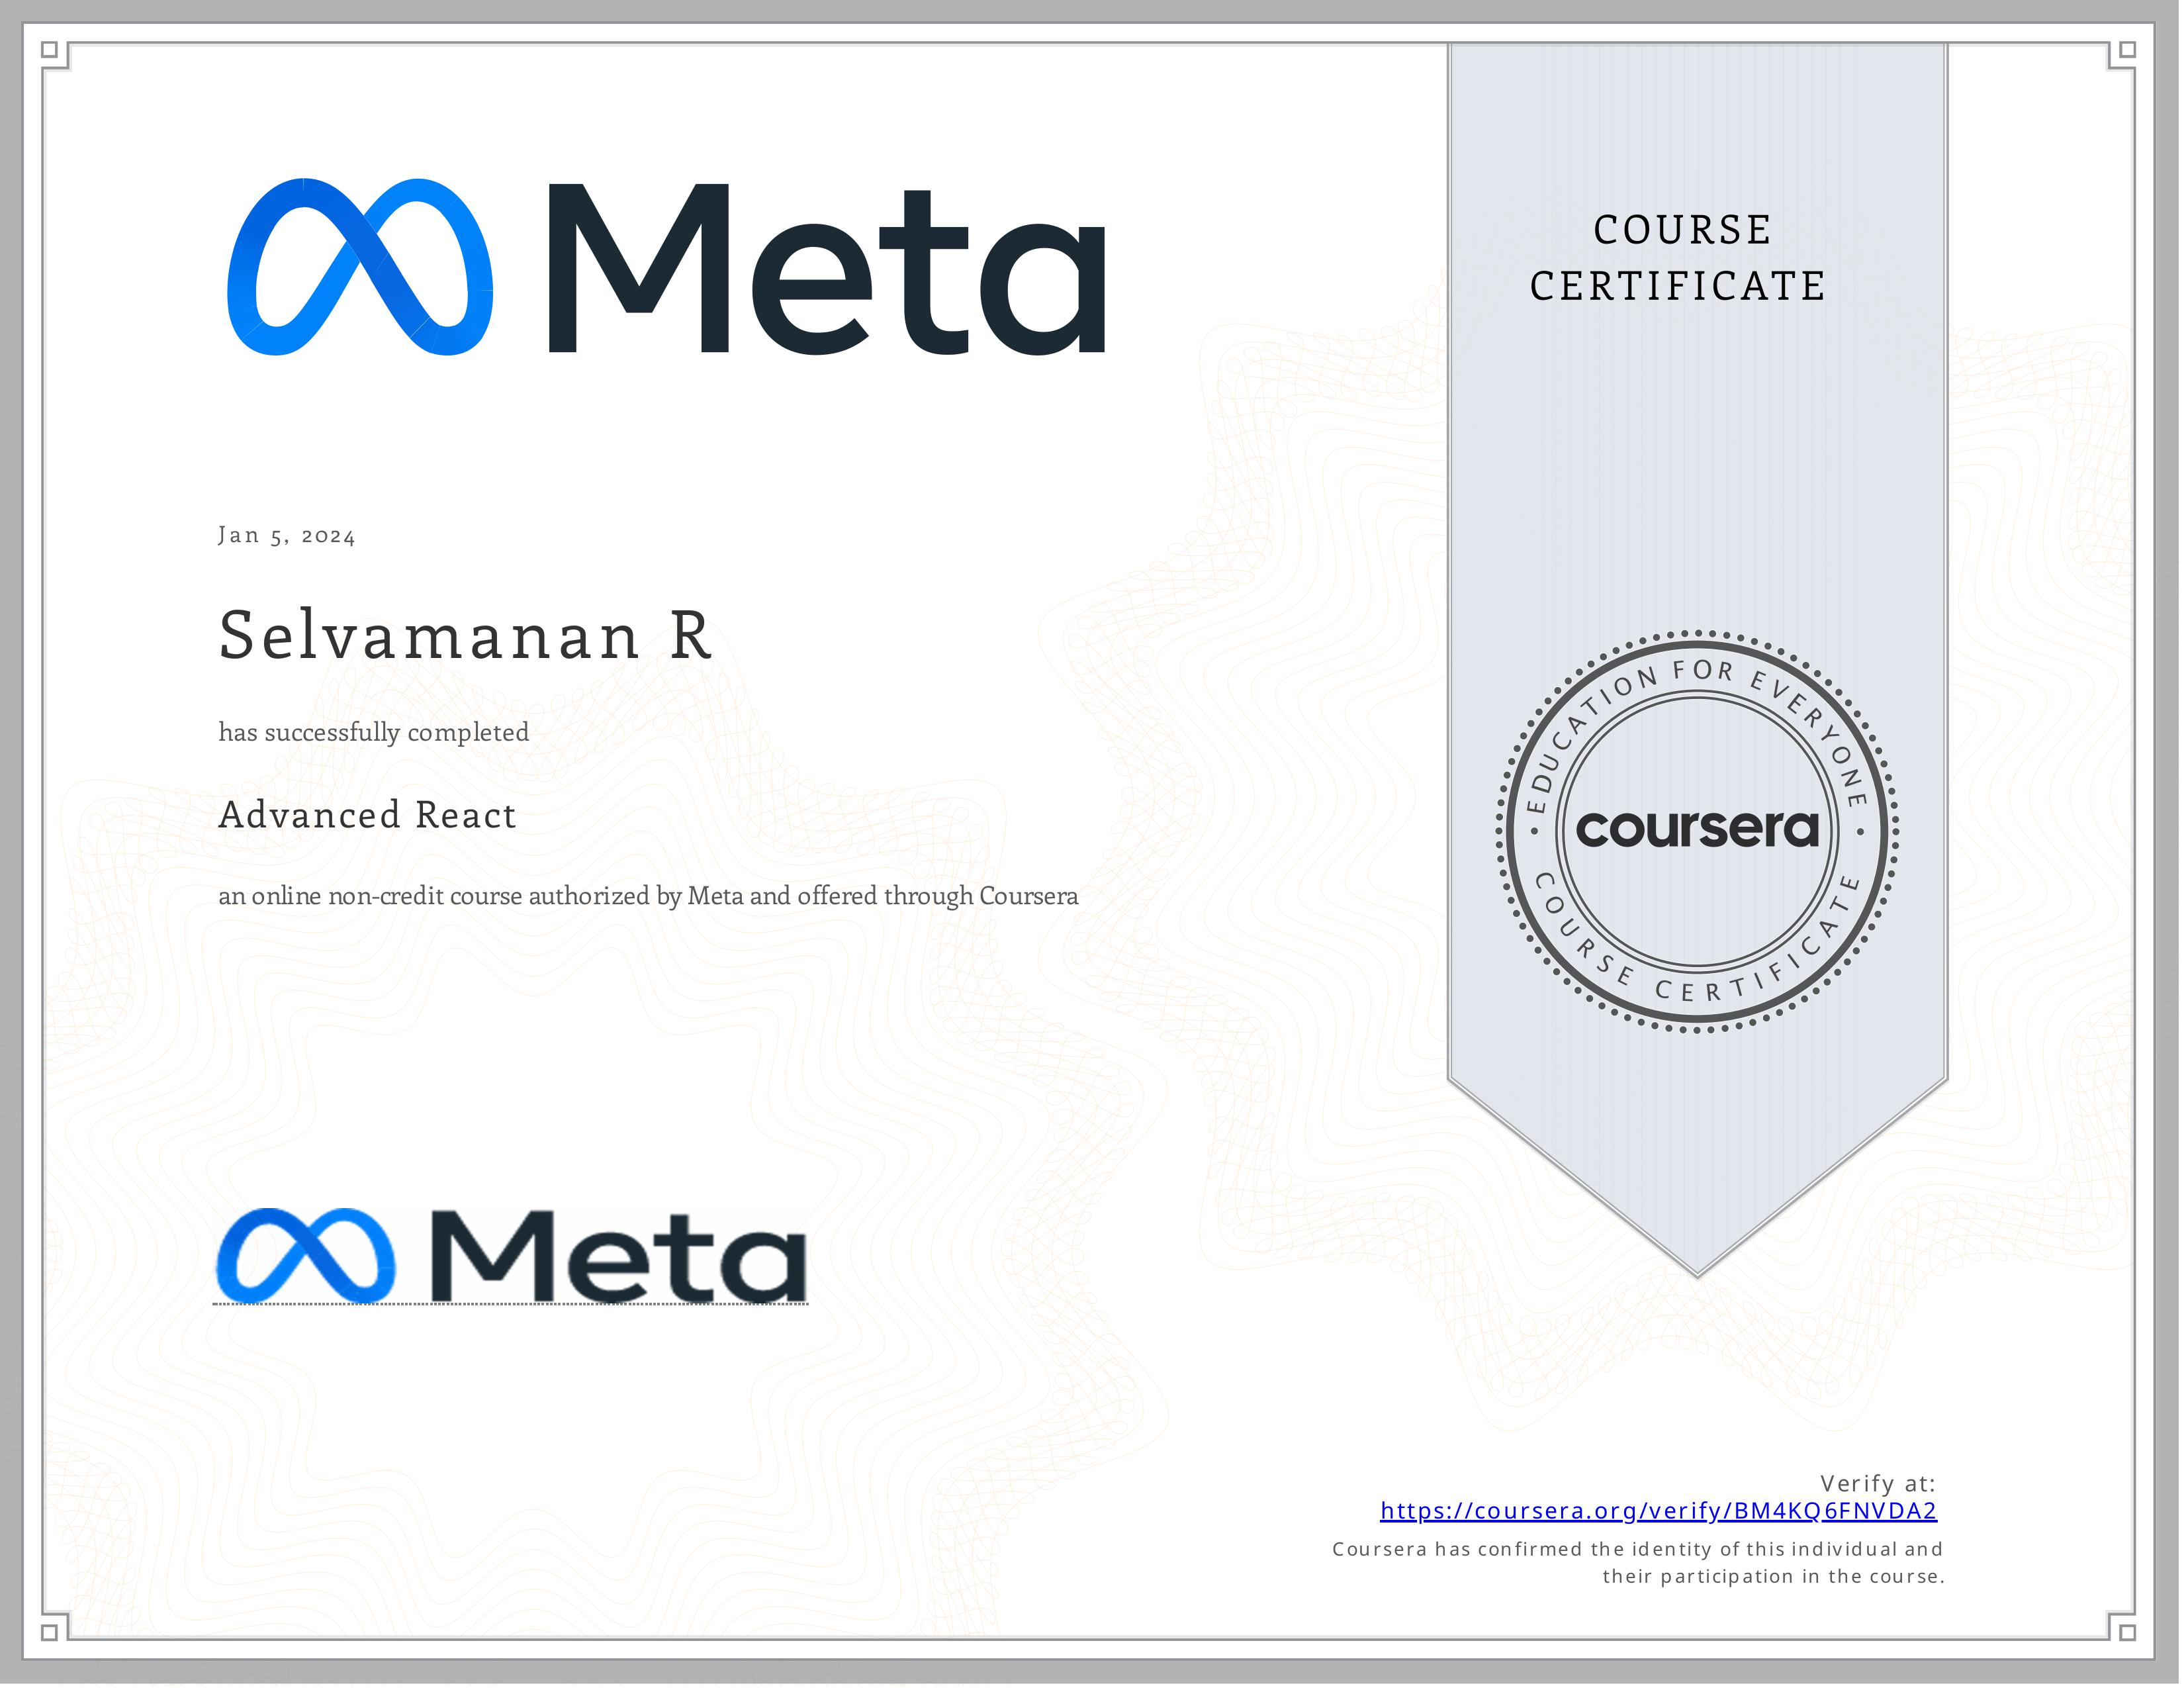 Meta
COURSE
CERTIFICATE
Jan 5, 2024
Selvamanan R
has successfully completed
Advanced React
an online non-credit course authorized by Meta and offered through Coursera
EDUCATION FOR EVERYONE
coursera
COURSE CERTIFICATE
Meta
Verify at:
https://coursera.org/verify/BM4KQ6FNVDA2
Coursera has confirmed the identity of this individual and
their participation in the course.